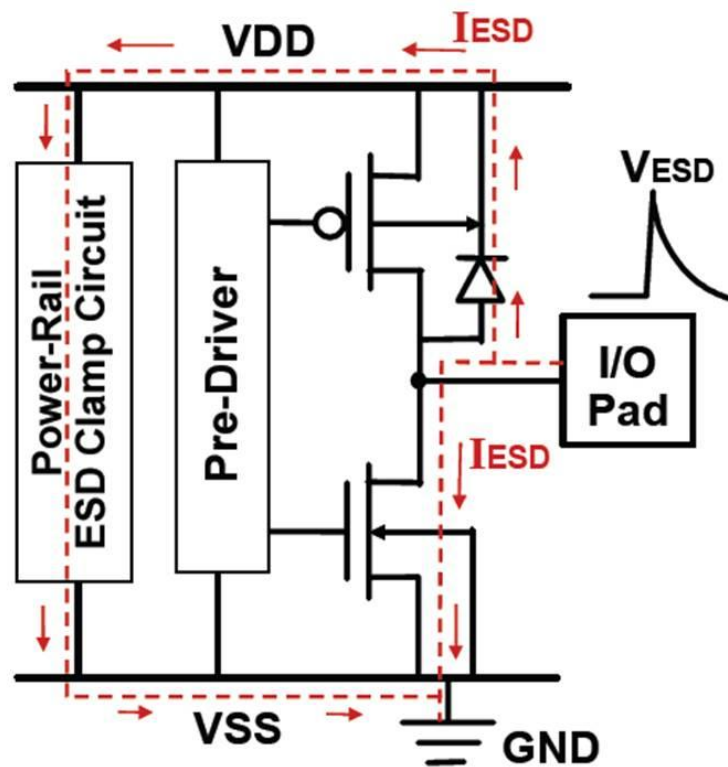 VDD
IESD
VESD
Power-Rail
ESD Clamp Circuit
Pre-Driver
I/O
Pad
IESD
VSS
GND